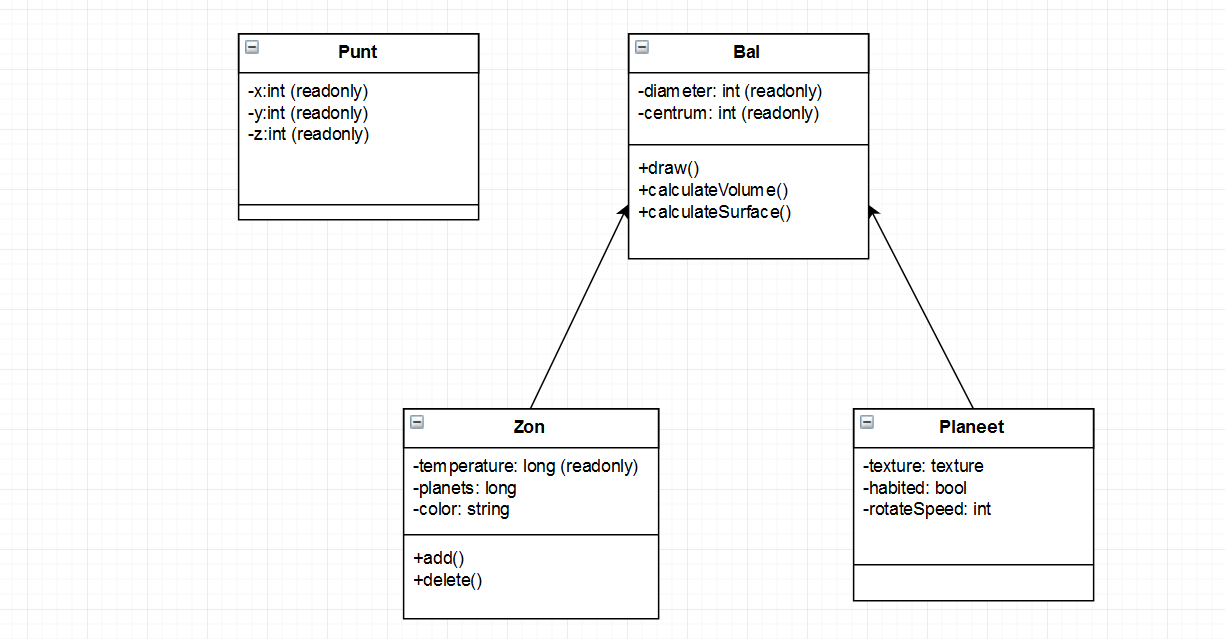 Punt
-x:int (readonly)
-y:int (readonly)
-z:int (readonly)
Bal
-diameter: int (readonly)
-centrum: int (readonly)
+draw()
+calculateVolume()
+calculateSurface()
Zon
-temperature: long (readonly)
-planets: long
-color: string
+add()
+delete()
Planeet
-texture: texture
-habited: bool
-rotateSpeed: int